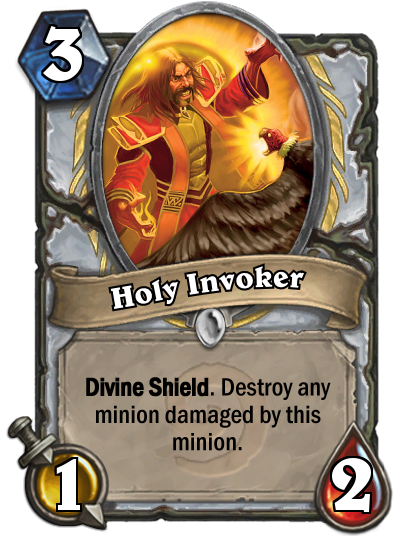 3
Holy Invoker
Divine Shield. Destroy any
minion damaged by this
minion.
1
2